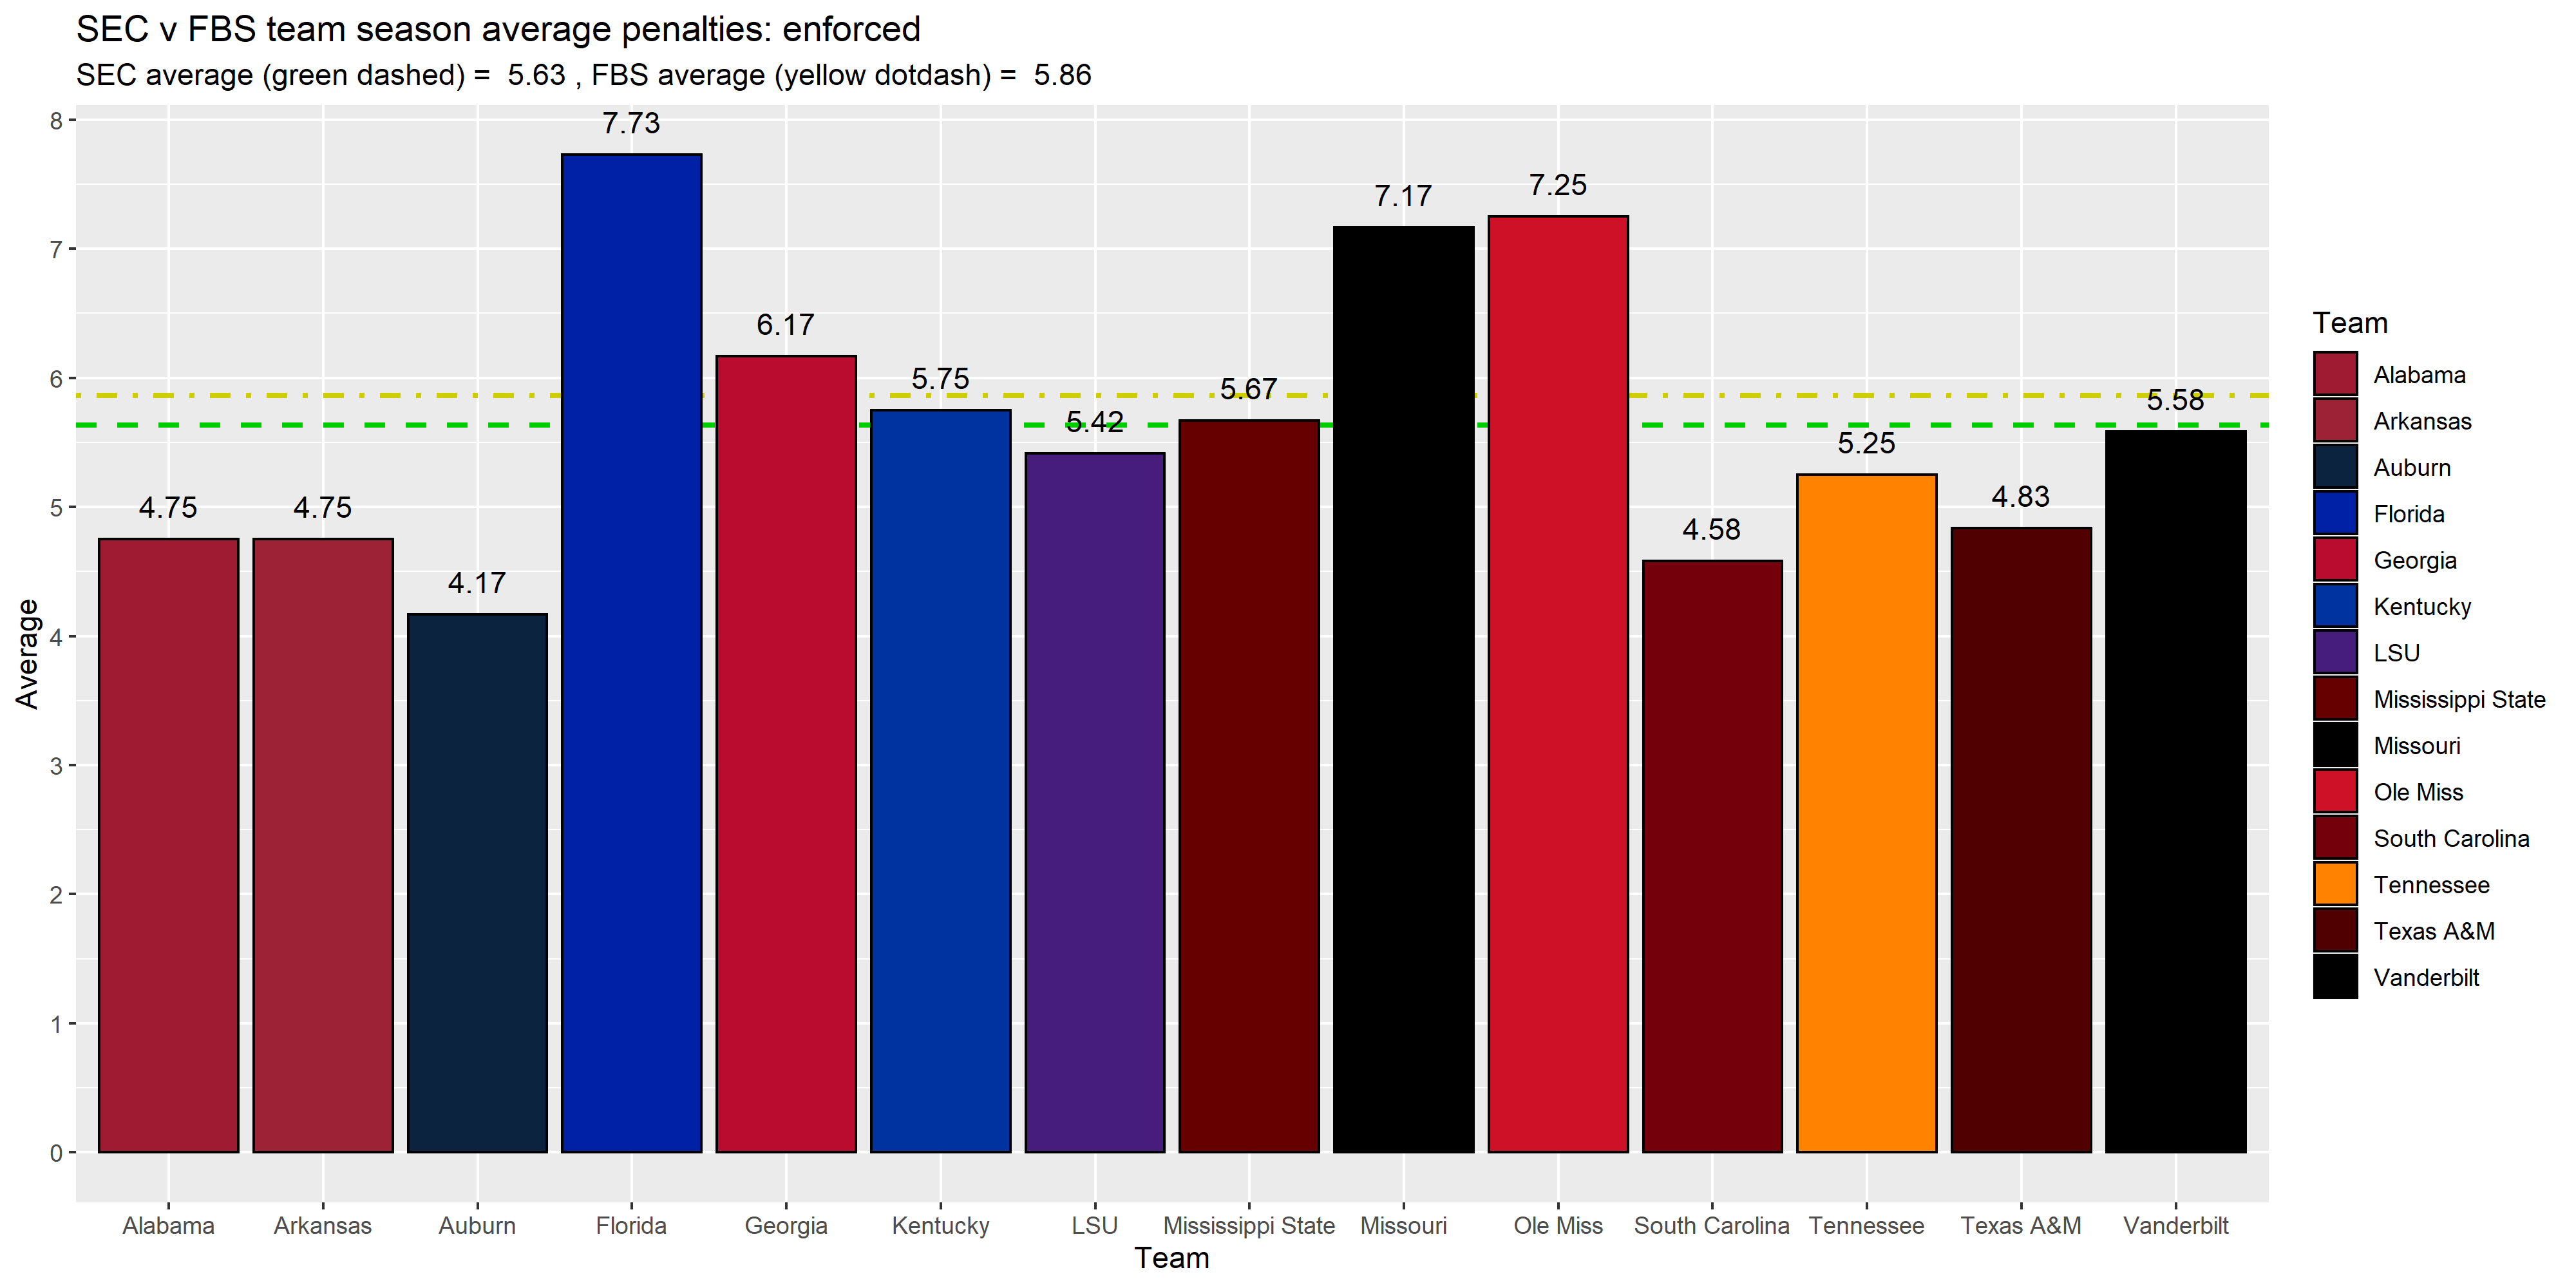 SEC v FBS team season average penalties: enforced
SEC average (green dashed) =  5.63 , FBS average (yellow dotdash) =  5.86
Average
8
7
6
5
4
3
2
1
0
4.75
4.75
4.17
7.73
6.17
5.75
5.42
5.67
7.17
7.25
4.58
5.25
4.83
5.58
Alabama
Arkansas
Auburn
Florida
Georgia
Kentucky
LSU
Mississippi State
Missouri
Ole Miss
South Carolina
Tennessee
Texas A&M
Vanderbilt
Team
Team
Alabama
Arkansas
Auburn
Florida
Georgia
Kentucky
LSU
Mississippi State
Missouri
Ole Miss
South Carolina
Tennessee
Texas A&M
Vanderbilt